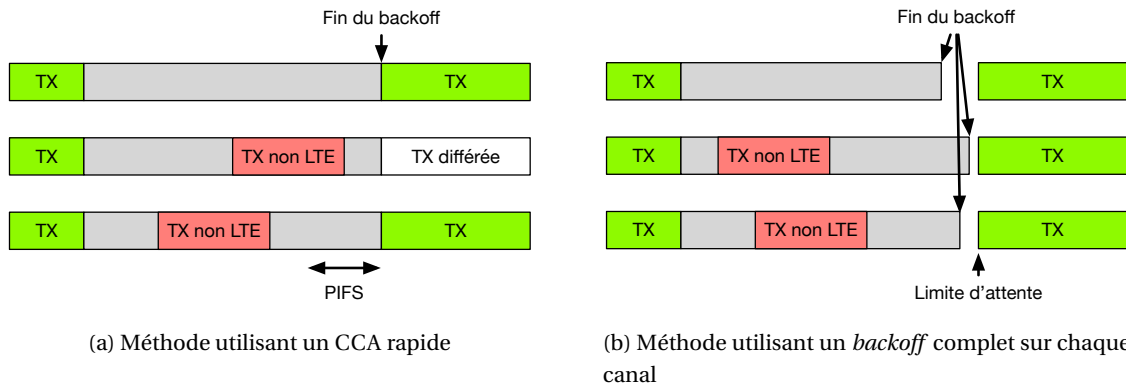 Fin du backoff
TX
TX
TX
TX non LTE
TX différée
TX
TX non LTE
TX
PIFS
(a) Méthode utilisant un CCA rapide
Fin du backoff
TX
TX
TX
TX non LTE
TX
TX
TX non LTE
TX
Limite d'attente
(b) Méthode utilisant un backoff complet sur chaque
canal